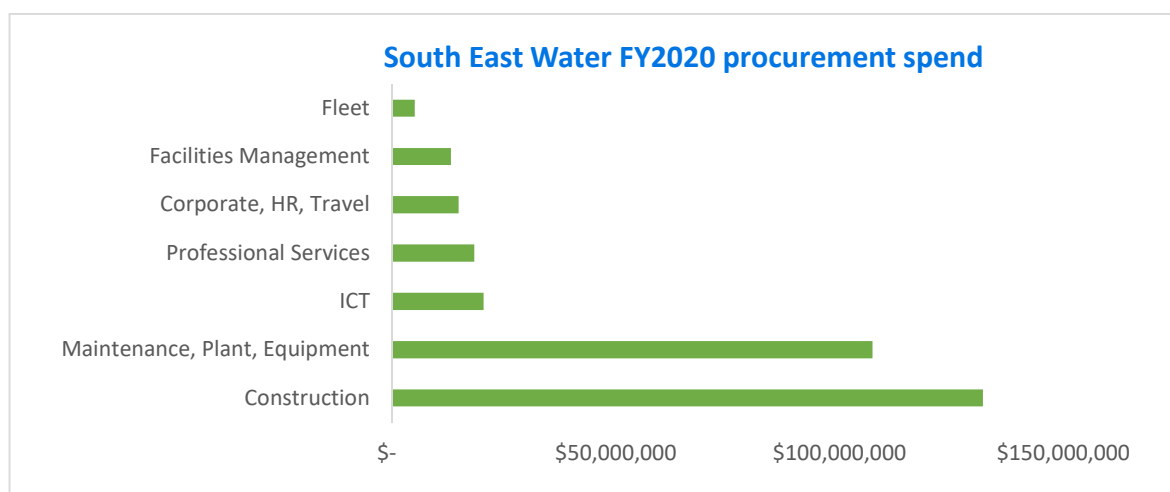 South East Water FY2020 procurement spend
Fleet
Facilities Management
Corporate, HR, Travel
Professional Services
ICT
Maintenance, Plant, Equipment
Construction
$- $50,000,000 $100,000,000 $150,000,000